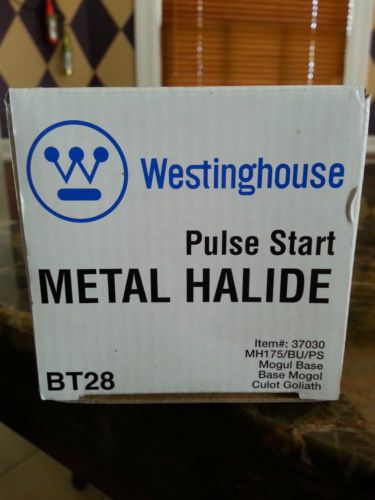 Westinghouse
Pulse Start
METAL HALIDE
Item#: 37030
MH175/BU/PS
Mogul Base
Base Mogol
Culot Goliath
BT28